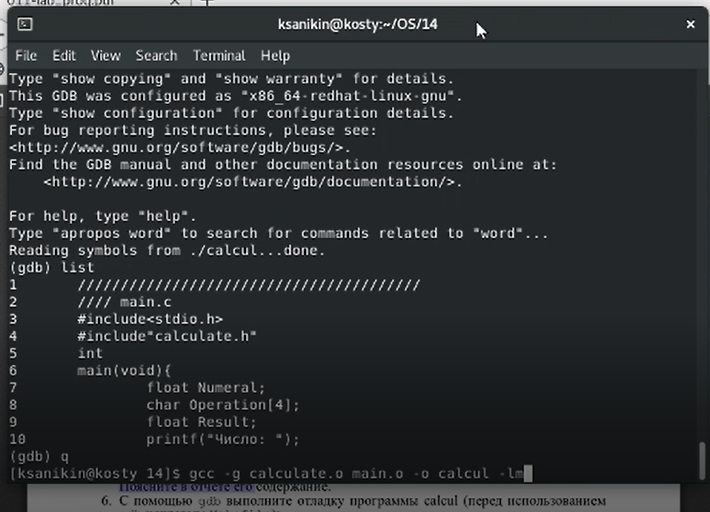 011-lab_prog.pdf
ksanikin@kosty:~/OS/14
File Edit View Search Terminal Help
Type "show copying" and "show warranty" for details.
This GDB was configured as "x86_64-redhat-linux-gnu".
Type "show configuration" for configuration details.
For bug reporting instructions, please see:
<http://www.gnu.org/software/gdb/bugs/>.
Find the GDB manual and other documentation resources online at:
<http://www.gnu.org/software/gdb/documentation/>.
For help, type "help".
Type "apropos word" to search for commands related to "word"...
Reading symbols from ./calcul...done.
(gdb) list
1 ////////////////////////////////////////
2 //// main.c
3 #include<stdio.h>
4 #include"calculate.h"
5 int
6 main(void){
7 float Numeral;
8 char Operation[4];
9 float Result;
10 printf("Число: ");
(gdb) q
[ksanikin@kosty 14]$ gcc -g calculate.o main.o -o calcul -lm
Поясните в отчёте его содержание.
6. С помощью gdb выполните отладку программы calcul (перед использованием